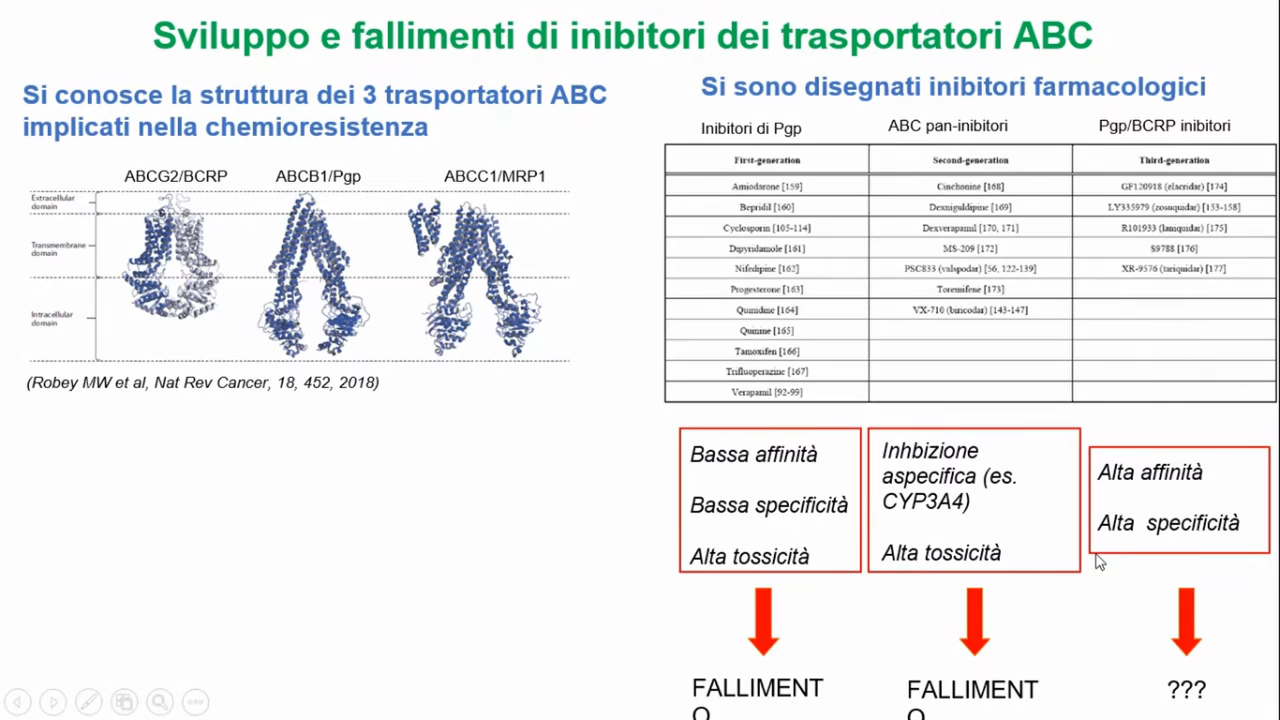 Sviluppo e fallimenti di inibitori dei trasportatori ABC
Si conosce la struttura dei 3 trasportatori ABC
implicati nella chemioresistenza
ABCG2/BCRP
ABCB1/Pgp
ABCC1/MRP1
Extracellular
domain
Transmembrane
domain
Intracellular
domain
(Robey MW et al, Nat Rev Cancer, 18, 452, 2018)
Si sono disegnati inibitori farmacologici
Inibitori di Pgp
ABC pan-inibitori
Pgp/BCRP inibitori
First-generation
Second-generation
Third-generation
Amiodarone [159]
Cinchonine [168]
GF120918 (elacridar) [174]
Bepridil [160]
Dexniguldipine [169]
LY335979 (zosuquidar) [153-158]
Cyclosporin [105-114]
Dexverapamil [170, 171]
R101933 (laniquidar) [175]
Dipyridamole [161]
MS-209 [172]
S9788 [176]
Nifedipine [162]
PSC833 (valspodar) [56, 122-139]
XR-9576 (tariquidar) [177]
Progesterone [163]
Toremifene [173]
Quinidine [164]
VX-710 (biricodar) [143-147]
Quinine [165]
Tamoxifen [166]
Trifluoperazine [167]
Verapamil [92-99]
Bassa affinità
Bassa specificità
Alta tossicità
Inhbizione
aspecifica (es.
CYP3A4)
Alta tossicità
Alta affinità
Alta specificità
FALLIMENT
O
FALLIMENT
O
???